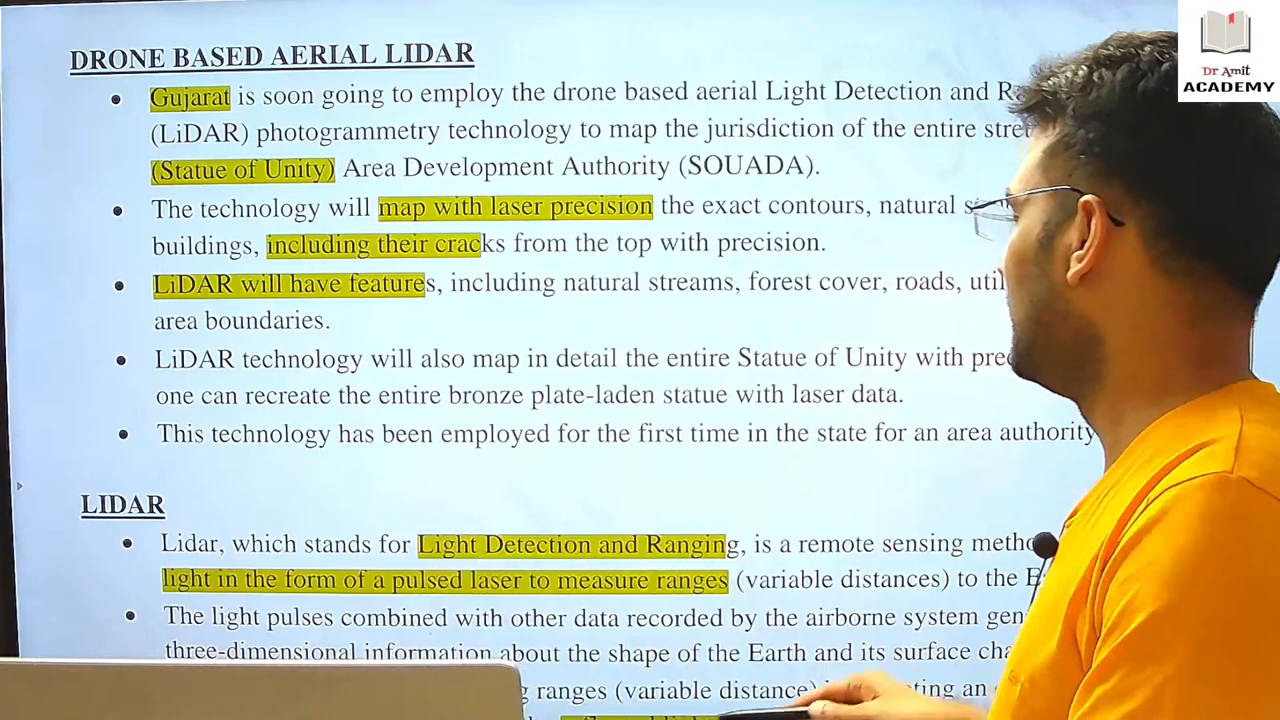 Dr Amit
ACADEMY
DRONE BASED AERIAL LIDAR
• Gujarat is soon going to employ the drone based aerial Light Detection and
(LiDAR) photogrammetry technology to map the jurisdiction of the entire
(Statue of Unity) Area Development Authority (SOUADA).
• The technology will map with laser precision the exact contours, natural
buildings, including their cracks from the top with precision.
• LiDAR will have features, including natural streams, forest cover, roads,
area boundaries.
• LiDAR technology will also map in detail the entire Statue of Unity with
one can recreate the entire bronze plate-laden statue with laser data.
• This technology has been employed for the first time in the state for an area authority
LIDAR
• Lidar, which stands for Light Detection and Ranging, is a remote sensing
light in the form of a pulsed laser to measure ranges (variable distances) to the
• The light pulses combined with other data recorded by the airborne system
three-dimensional information about the shape of the Earth and its surface
ranges (variable distance) an